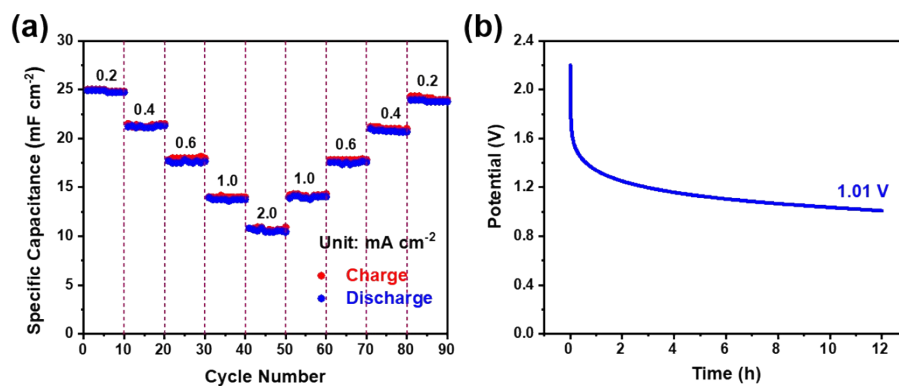 (a)
30
25
20
15
10
5
0
Specific Capacitance (mF cm⁻²)
0.2
0.4
0.6
1.0
2.0
1.0
0.6
0.4
0.2
Unit: mA cm⁻²
Charge
Discharge
0 10 20 30 40 50 60 70 80 90
Cycle Number
(b)
2.4
2.0
1.6
1.2
0.8
0.4
0.0
Potential (V)
1.01 V
0 2 4 6 8 10 12
Time (h)